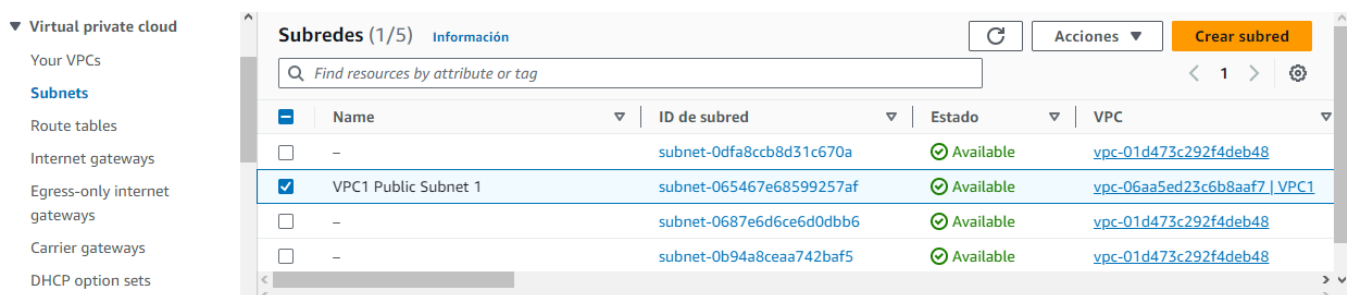 Virtual private cloud
Your VPCs
Subnets
Route tables
Internet gateways
Egress-only internet
gateways
Carrier gateways
DHCP option sets
Subredes (1/5) Información
Acciones
Crear subred
Find resources by attribute or tag
1
Name ID de subred Estado VPC
– subnet-0dfa8ccb8d31c670a Available vpc-01d473c292f4deb48
VPC1 Public Subnet 1 subnet-065467e68599257af Available vpc-06aa5ed23c6b8aaf7 | VPC1
– subnet-0687e6d6ce6d0dbb6 Available vpc-01d473c292f4deb48
– subnet-0b94a8ceaa742baf5 Available vpc-01d473c292f4deb48